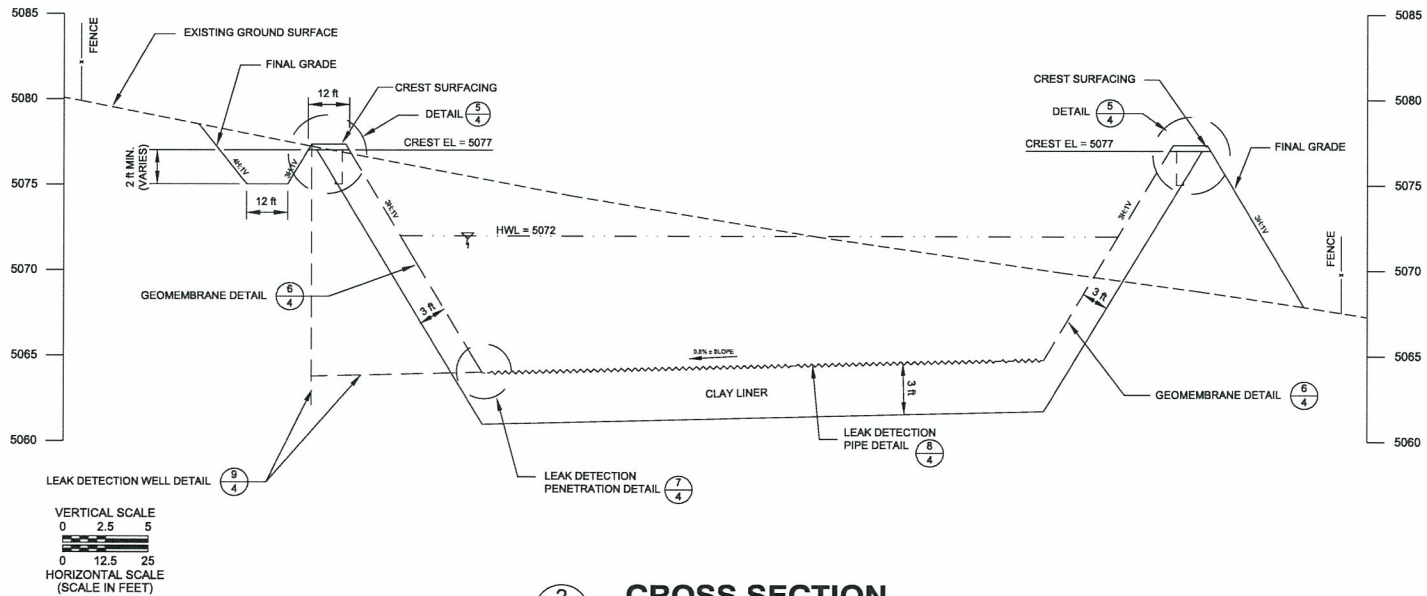 5085
FENCE
EXISTING GROUND SURFACE
FINAL GRADE
5080
12 ft
CREST SURFACING
DETAIL 5
4
CREST EL = 5077
2 ft MIN.
(VARIES)
4H:1V
3H:1V
5075
12 ft
3H:1V
HWL = 5072
5070
GEOMEMBRANE DETAIL 6
4
3 ft
5065
0.5% ± SLOPE
CLAY LINER
3 ft
5060
LEAK DETECTION
PIPE DETAIL 8
4
LEAK DETECTION WELL DETAIL 9
4
LEAK DETECTION
PENETRATION DETAIL 7
4
5085
CREST SURFACING
DETAIL 5
4
5080
CREST EL = 5077
FINAL GRADE
5075
3H:1V
3H:1V
FENCE
5070
3 ft
5065
GEOMEMBRANE DETAIL 6
4
5060
VERTICAL SCALE
0 2.5 5
0 12.5 25
HORIZONTAL SCALE
(SCALE IN FEET)
2
CROSS SECTION